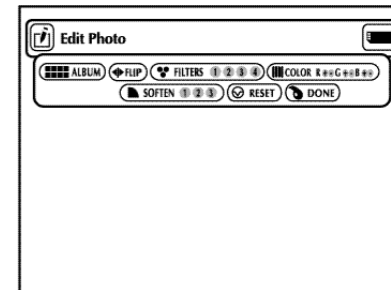 Edit Photo
ALBUM FLIP FILTERS 1 2 3 4 COLOR R G B
SOFTEN 1 2 3 RESET DONE